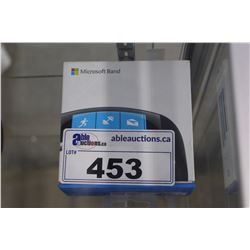 Microsoft Band
able
auctions.ca
ableauctions.ca
LOT#
453